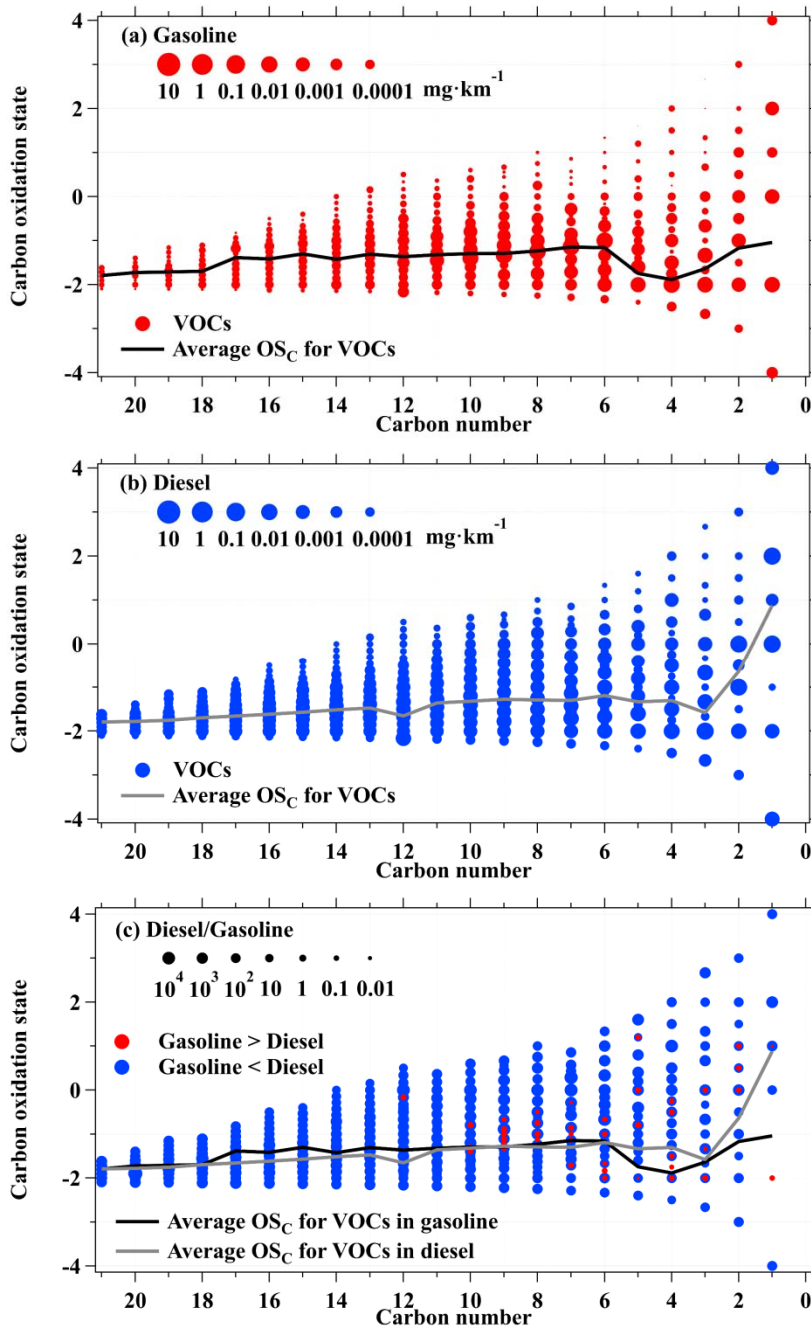 (a) Gasoline
10 1 0.1 0.01 0.001 0.0001 mg·km⁻¹
Carbon oxidation state
4
2
0
-2
-4
VOCs
Average OSC for VOCs
20 18 16 14 12 10 8 6 4 2 0
Carbon number
(b) Diesel
10 1 0.1 0.01 0.001 0.0001 mg·km⁻¹
Carbon oxidation state
4
2
0
-2
-4
VOCs
Average OSC for VOCs
20 18 16 14 12 10 8 6 4 2 0
Carbon number
(c) Diesel/Gasoline
10⁴ 10³ 10² 10 1 0.1 0.01
Carbon oxidation state
4
2
0
-2
-4
Gasoline > Diesel
Gasoline < Diesel
Average OSC for VOCs in gasoline
Average OSC for VOCs in diesel
20 18 16 14 12 10 8 6 4 2 0
Carbon number